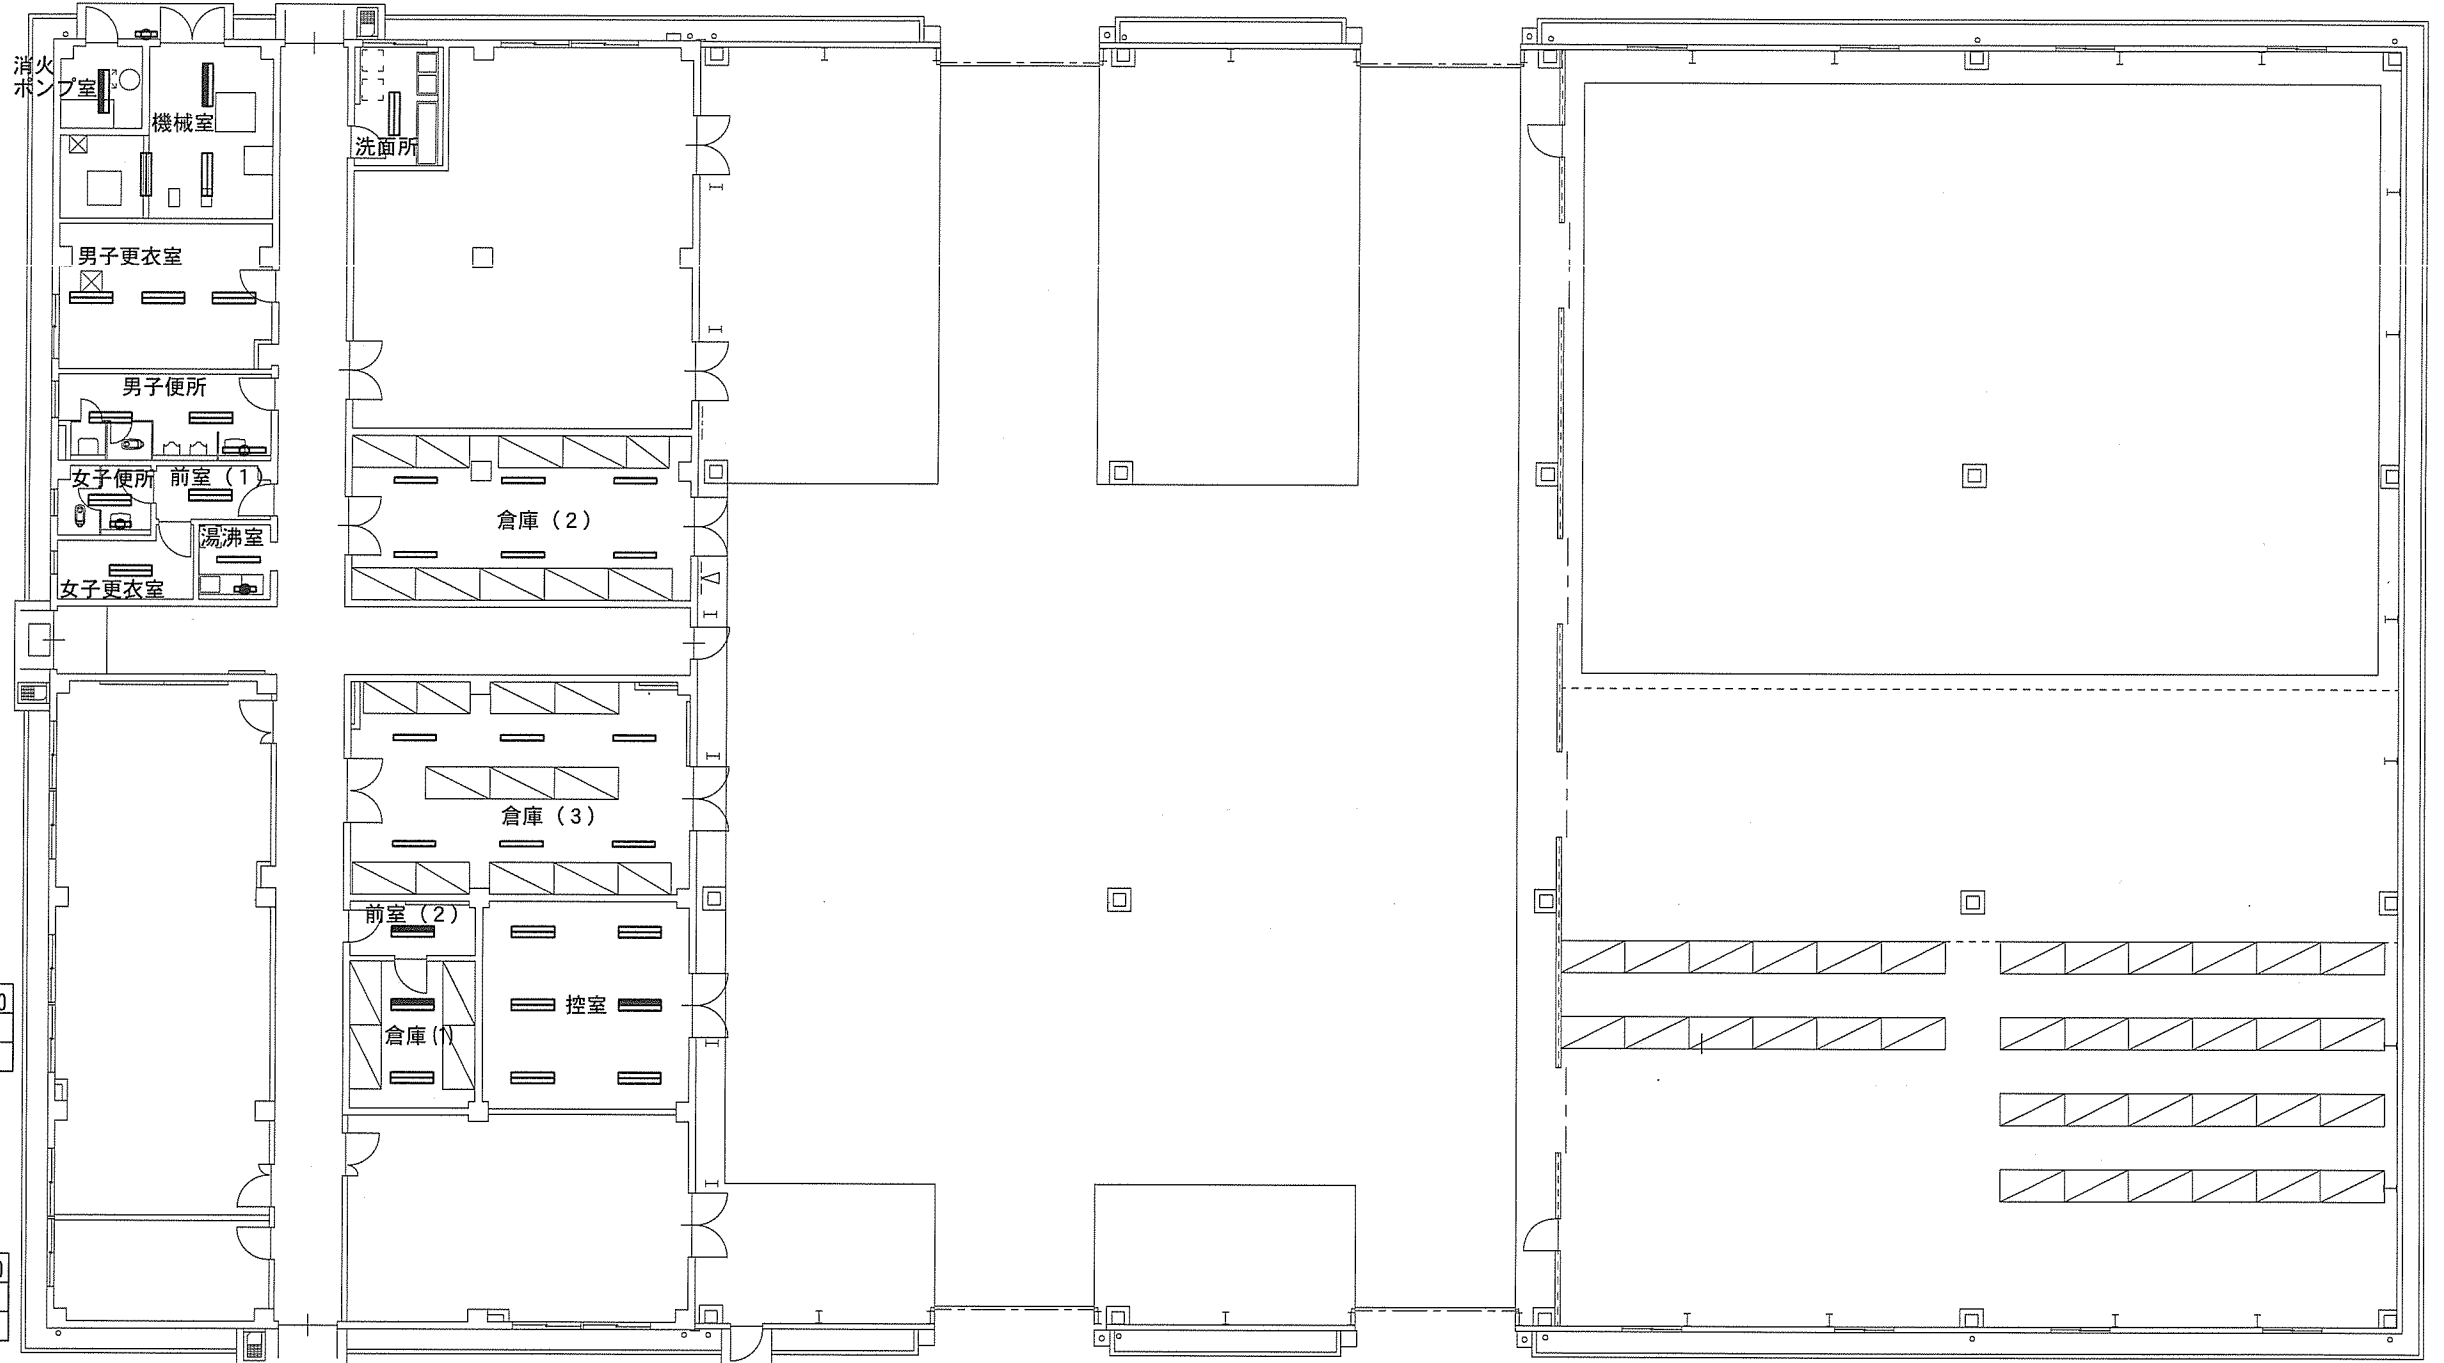 消火
ポンプ室
機械室
洗面所
男子更衣室
男子便所
女子便所
前室（1）
湯沸室
女子更衣室
倉庫（2）
倉庫（3）
前室（2）
控室
倉庫(1)
0